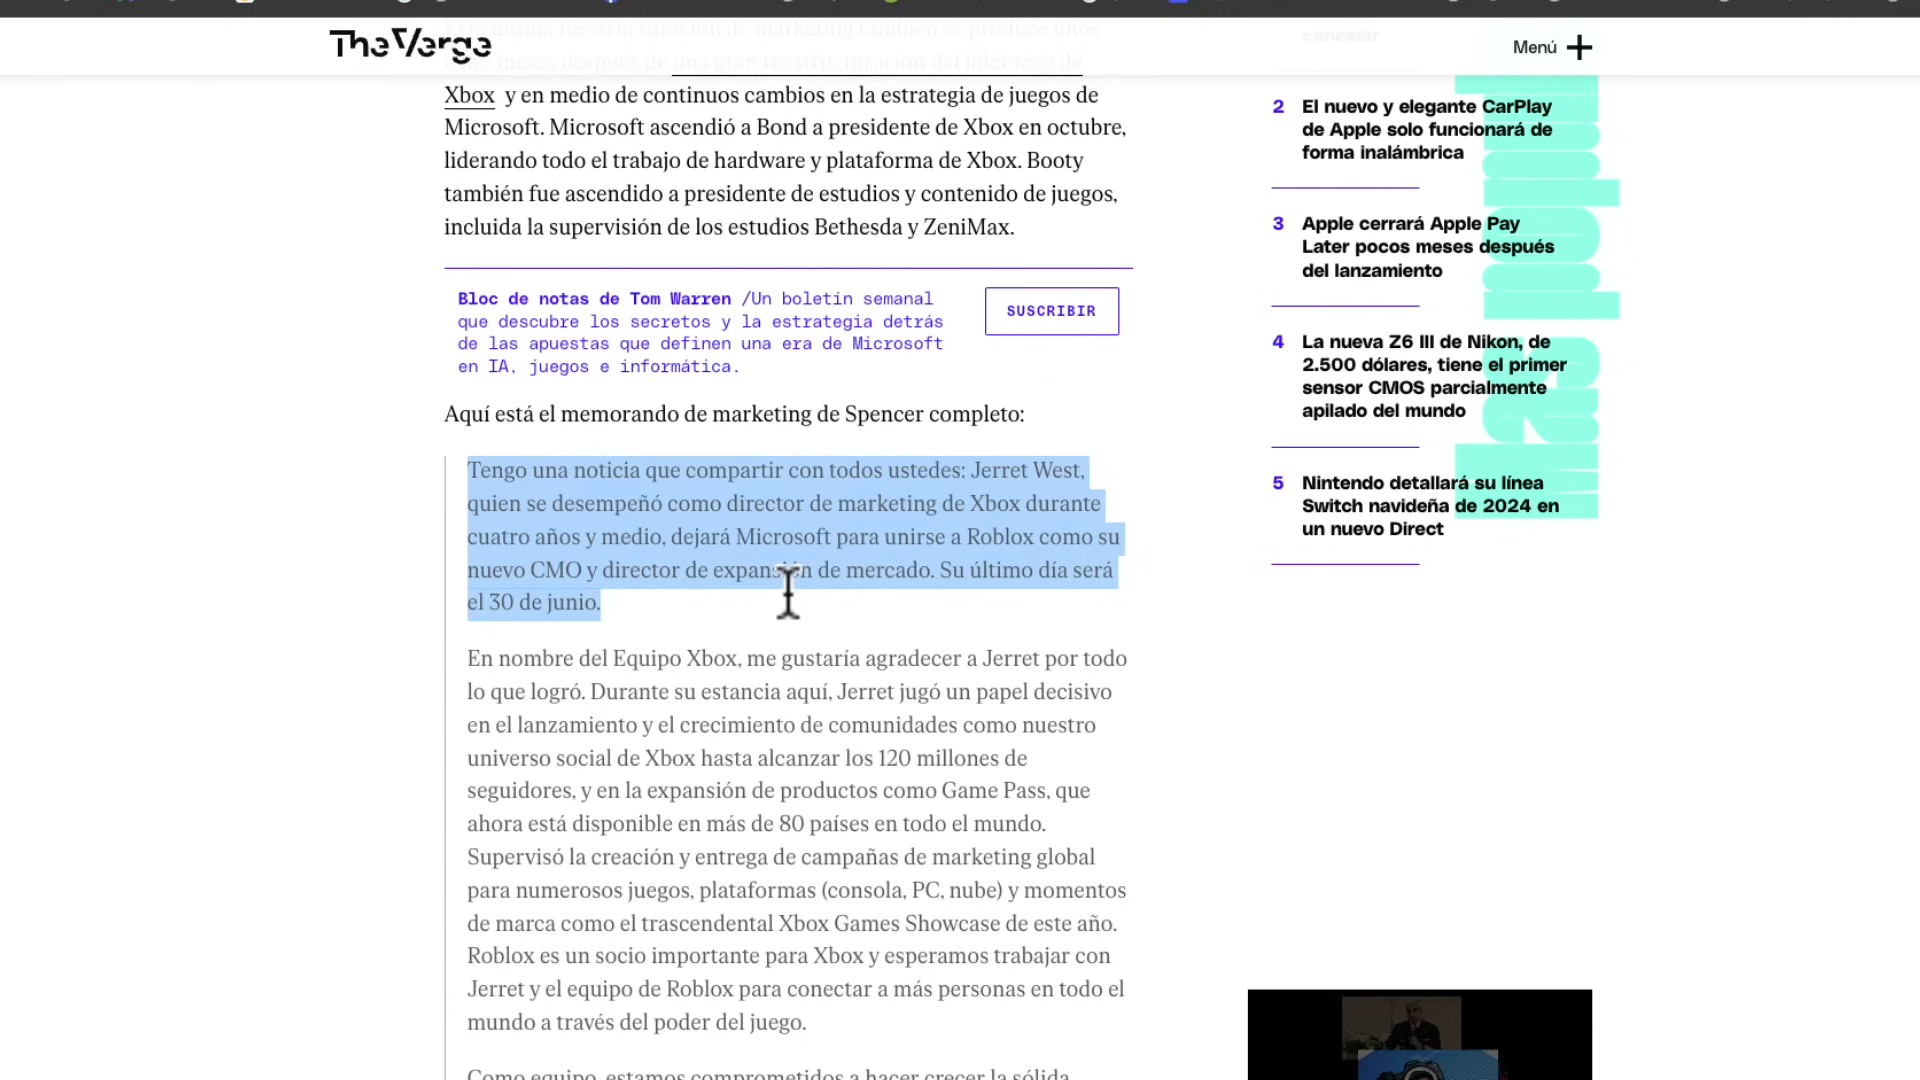 The Verge
Menú
Esta última reestructuración de marketing también se produce unos
ocho meses después de una gran reestructuración del liderazgo de
Xbox y en medio de continuos cambios en la estrategia de juegos de
Microsoft. Microsoft ascendió a Bond a presidente de Xbox en octubre,
liderando todo el trabajo de hardware y plataforma de Xbox. Booty
también fue ascendido a presidente de estudios y contenido de juegos,
incluida la supervisión de los estudios Bethesda y ZeniMax.
Bloc de notas de Tom Warren /Un boletín semanal
que descubre los secretos y la estrategia detrás
de las apuestas que definen una era de Microsoft
en IA, juegos e informática.
SUSCRIBIR
Aquí está el memorando de marketing de Spencer completo:
Tengo una noticia que compartir con todos ustedes: Jerret West,
quien se desempeñó como director de marketing de Xbox durante
cuatro años y medio, dejará Microsoft para unirse a Roblox como su
nuevo CMO y director de expansión de mercado. Su último día será
el 30 de junio.
En nombre del Equipo Xbox, me gustaría agradecer a Jerret por todo
lo que logró. Durante su estancia aquí, Jerret jugó un papel decisivo
en el lanzamiento y el crecimiento de comunidades como nuestro
universo social de Xbox hasta alcanzar los 120 millones de
seguidores, y en la expansión de productos como Game Pass, que
ahora está disponible en más de 80 países en todo el mundo.
Supervisó la creación y entrega de campañas de marketing global
para numerosos juegos, plataformas (consola, PC, nube) y momentos
de marca como el trascendental Xbox Games Showcase de este año.
Roblox es un socio importante para Xbox y esperamos trabajar con
Jerret y el equipo de Roblox para conectar a más personas en todo el
mundo a través del poder del juego.
Como equipo, estamos comprometidos a hacer crecer la sólida
cancelar
2 El nuevo y elegante CarPlay
de Apple solo funcionará de
forma inalámbrica
3 Apple cerrará Apple Pay
Later pocos meses después
del lanzamiento
4 La nueva Z6 III de Nikon, de
2.500 dólares, tiene el primer
sensor CMOS parcialmente
apilado del mundo
5 Nintendo detallará su línea
Switch navideña de 2024 en
un nuevo Direct